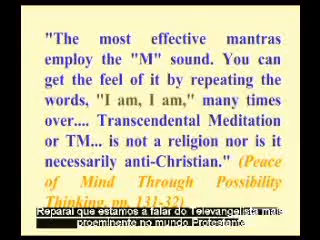 "The most effective mantras
employ the "M" sound. You can
get the feel of it by repeating the
words, "I am, I am," many times
over.... Transcendental Meditation
or TM... is not a religion nor is it
necessarily anti-Christian." (Peace
of Mind Through Possibility
Thinking, pp. 131-32)
Reparai que estamos a falar do Televangelista mais
proeminente no mundo Protestante